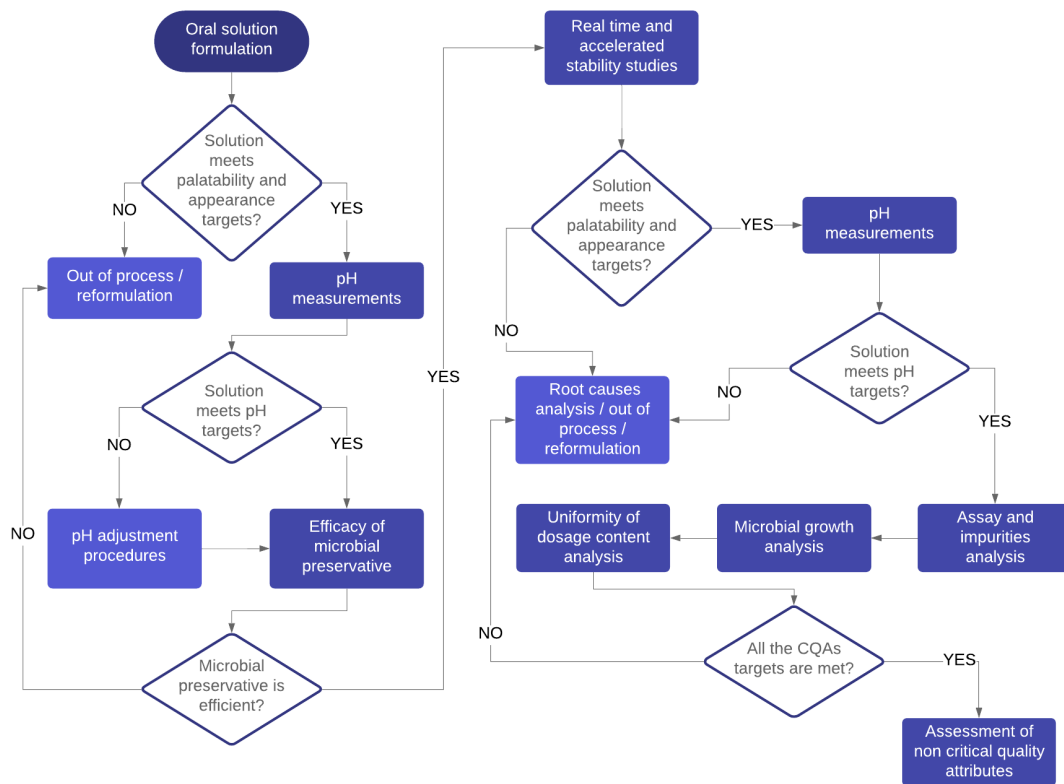 Oral solution
formulation
Solution
meets
palatability and
appearance
targets?
NO
YES
Out of process /
reformulation
pH
measurements
Solution
meets pH
targets?
NO
YES
pH adjustment
procedures
Efficacy of
microbial
preservative
Microbial
preservative is
efficient?
NO
YES
Real time and
accelerated
stability studies
Solution
meets
palatability and
appearance
targets?
YES
NO
pH
measurements
Solution
meets pH
targets?
NO
YES
Root causes
analysis / out of
process /
reformulation
Assay and
impurities
analysis
Microbial growth
analysis
Uniformity of
dosage content
analysis
All the CQAs
targets are met?
NO
YES
Assessment of
non critical quality
attributes